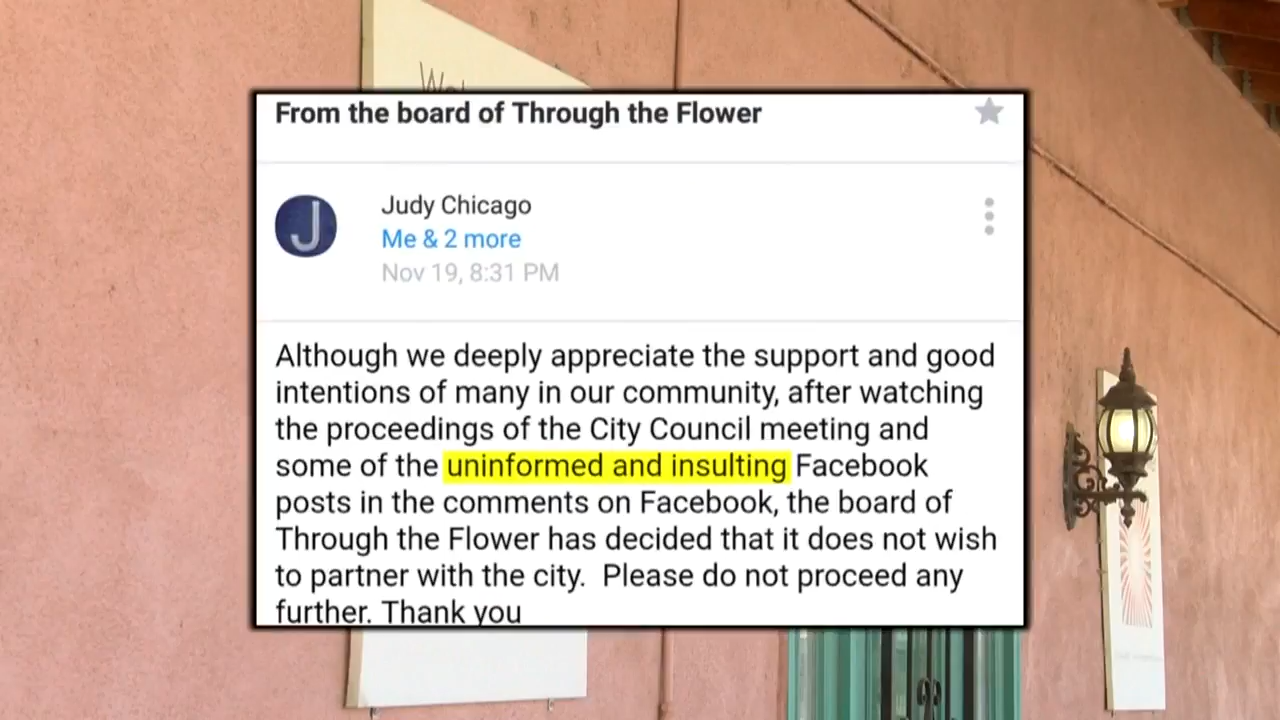 From the board of Through the Flower
J
Judy Chicago
Me & 2 more
Nov 19, 8:31 PM
Although we deeply appreciate the support and good
intentions of many in our community, after watching
the proceedings of the City Council meeting and
some of the uninformed and insulting Facebook
posts in the comments on Facebook, the board of
Through the Flower has decided that it does not wish
to partner with the city.  Please do not proceed any
further. Thank you